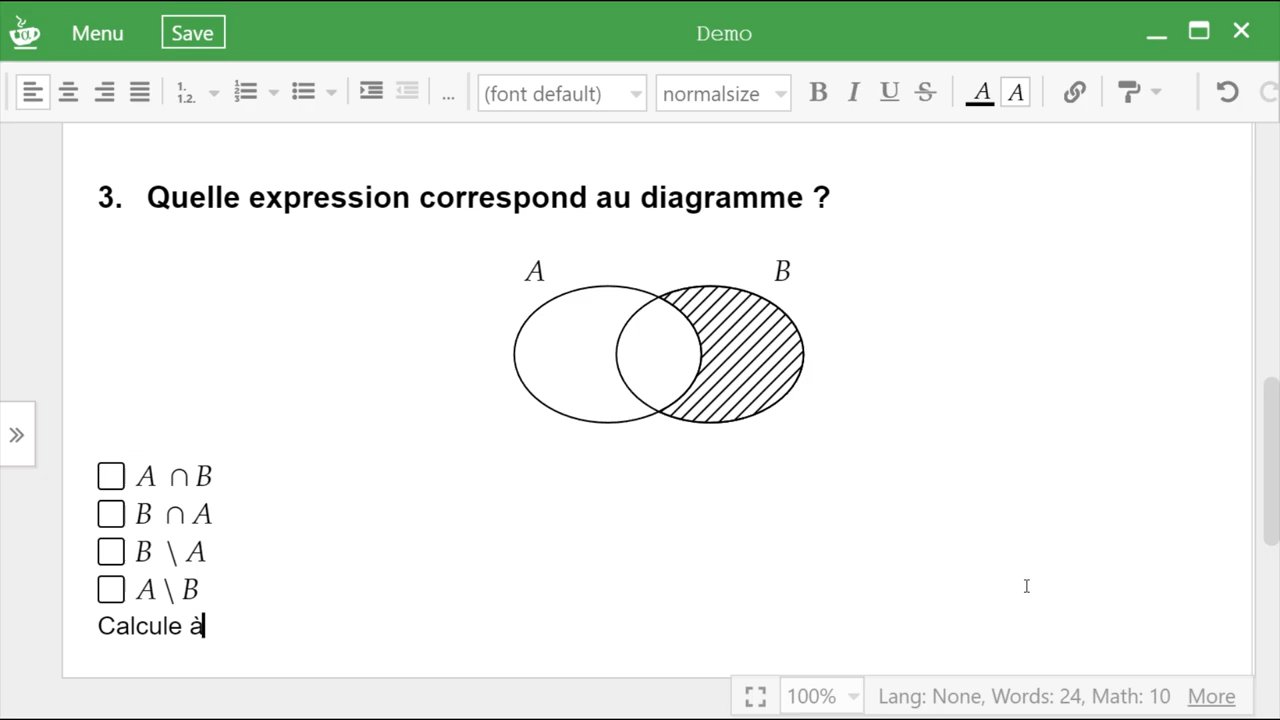 Menu Save Demo
... (font default) normalsize B I U S A A
3. Quelle expression correspond au diagramme ?
A B
A ∩ B
B ∩ A
B \ A
A \ B
Calcule à
100% Lang: None, Words: 24, Math: 10 More